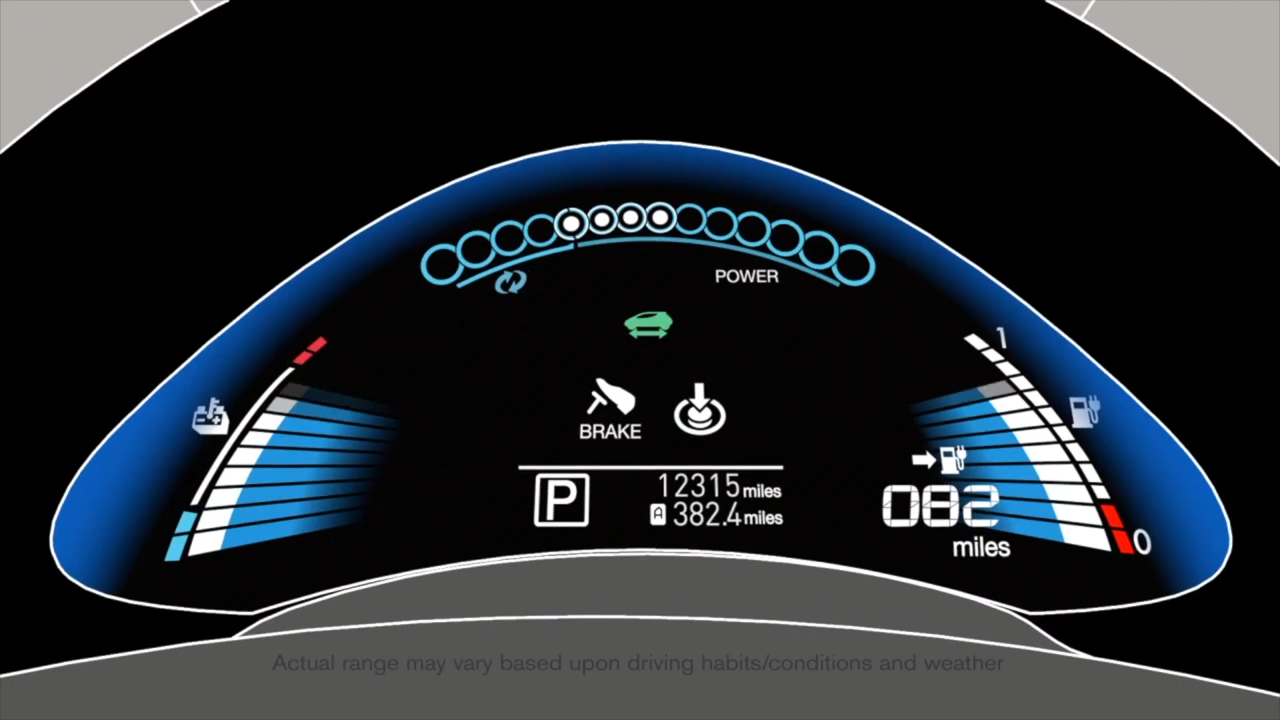 POWER
1
BRAKE
P
12315 miles
A 382.4 miles
082
miles
0
Actual range may vary based upon driving habits/conditions and weather